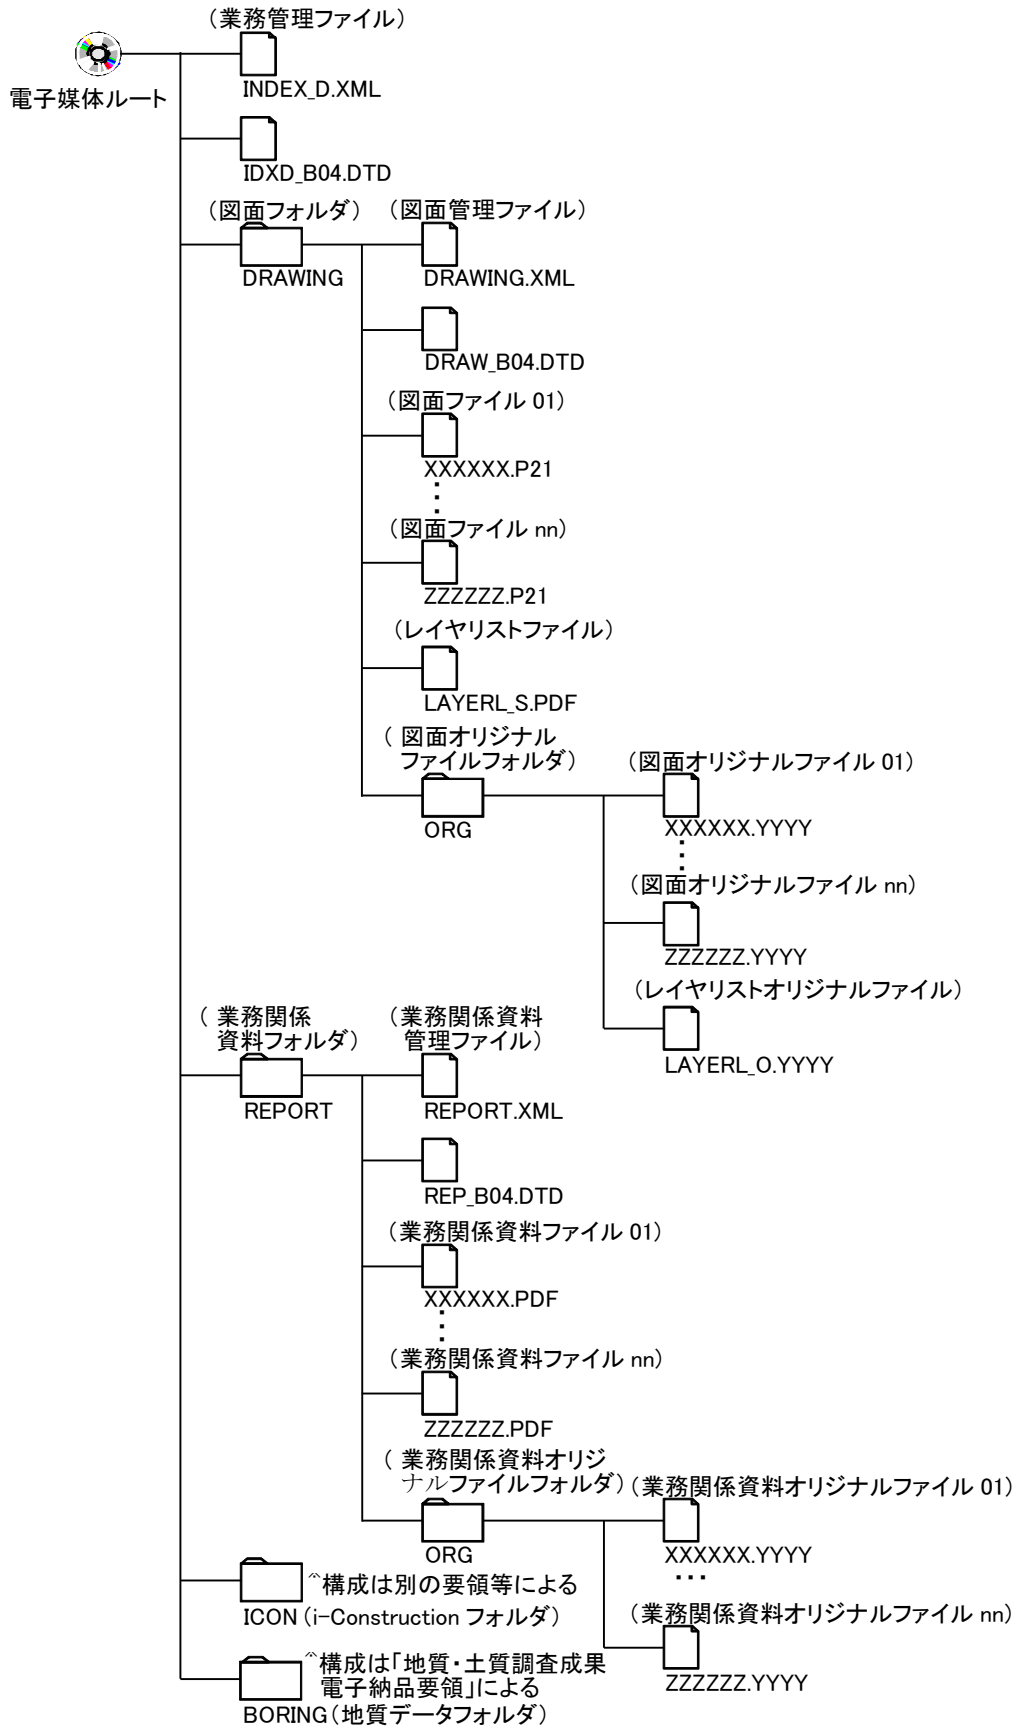 （業務管理ファイル）
INDEX_D.XML
電子媒体ルート
IDXD_B04.DTD
（図面フォルダ）
DRAWING
（図面管理ファイル）
DRAWING.XML
DRAW_B04.DTD
（図面ファイル 01）
XXXXXX.P21
（図面ファイル nn）
ZZZZZZ.P21
（レイヤリストファイル）
LAYERL_S.PDF
（ 図面オリジナル
ファイルフォルダ）
ORG
（図面オリジナルファイル 01）
XXXXXX.YYYY
（図面オリジナルファイル nn）
ZZZZZZ.YYYY
（レイヤリストオリジナルファイル）
LAYERL_O.YYYY
（ 業務関係
資料フォルダ）
REPORT
（業務関係資料
管理ファイル）
REPORT.XML
REP_B04.DTD
（業務関係資料ファイル 01）
XXXXXX.PDF
（業務関係資料ファイル nn）
ZZZZZZ.PDF
（ 業務関係資料オリジ
ナルファイルフォルダ）
ORG
（業務関係資料オリジナルファイル 01）
XXXXXX.YYYY
（業務関係資料オリジナルファイル nn）
ZZZZZZ.YYYY
構成は別の要領等による
ICON（i-Construction フォルダ）
構成は「地質・土質調査成果
電子納品要領」による
BORING（地質データフォルダ）